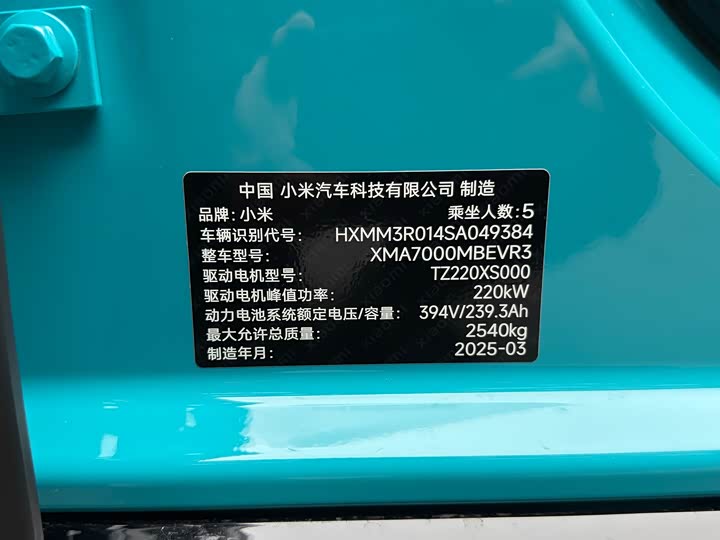 中国 小米汽车科技有限公司 制造
品牌: 小米 乘坐人数: 5
车辆识别代号: HXMM3R014SA049384
整车型号: XMA7000MBEVR3
驱动电机型号: TZ220XS000
驱动电机峰值功率: 220kW
动力电池系统额定电压/容量: 394V/239.3Ah
最大允许总质量: 2540kg
制造年月: 2025-03